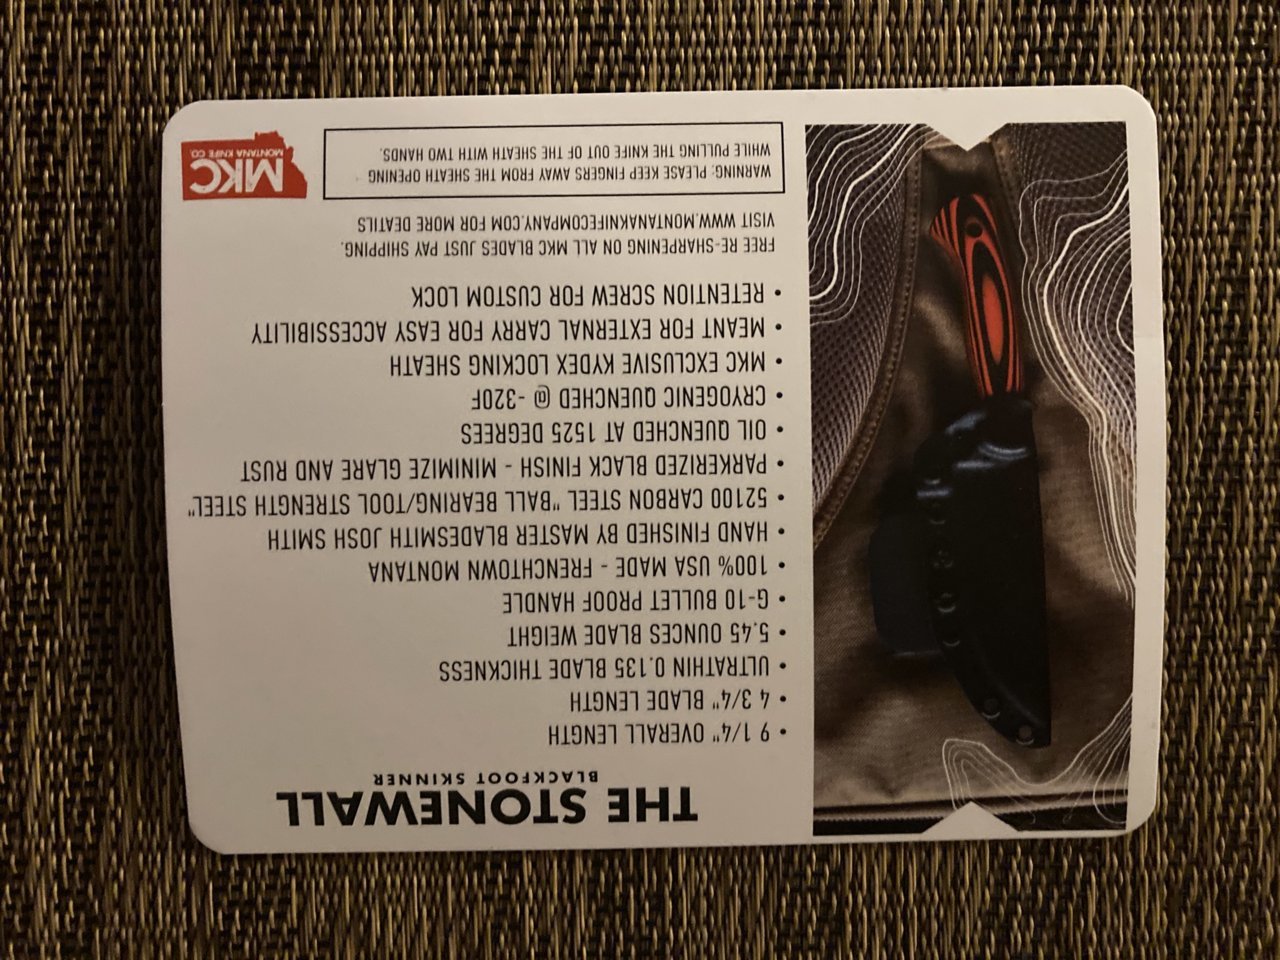 THE STONEWALL
BLACKFOOT SKINNER
• 9 1/4" OVERALL LENGTH
• 4 3/4" BLADE LENGTH
• ULTRATHIN 0.135 BLADE THICKNESS
• 5.45 OUNCES BLADE WEIGHT
• G-10 BULLET PROOF HANDLE
• 100% USA MADE - FRENCHTOWN MONTANA
• HAND FINISHED BY MASTER BLADESMITH JOSH SMITH
• 52100 CARBON STEEL "BALL BEARING/TOOL STRENGTH STEEL"
• PARKERIZED BLACK FINISH - MINIMIZE GLARE AND RUST
• OIL QUENCHED AT 1525 DEGREES
• CRYOGENIC QUENCHED @ -320F
• MKC EXCLUSIVE KYDEX LOCKING SHEATH
• MEANT FOR EXTERNAL CARRY FOR EASY ACCESSIBILITY
• RETENTION SCREW FOR CUSTOM LOCK
FREE RE-SHARPENING ON ALL MKC BLADES JUST PAY SHIPPING.
VISIT WWW.MONTANAKNIFECOMPANY.COM FOR MORE DEATILS
WARNING: PLEASE KEEP FINGERS AWAY FROM THE SHEATH OPENING
WHILE PULLING THE KNIFE OUT OF THE SHEATH WITH TWO HANDS.
MKC
MONTANA KNIFE CO.